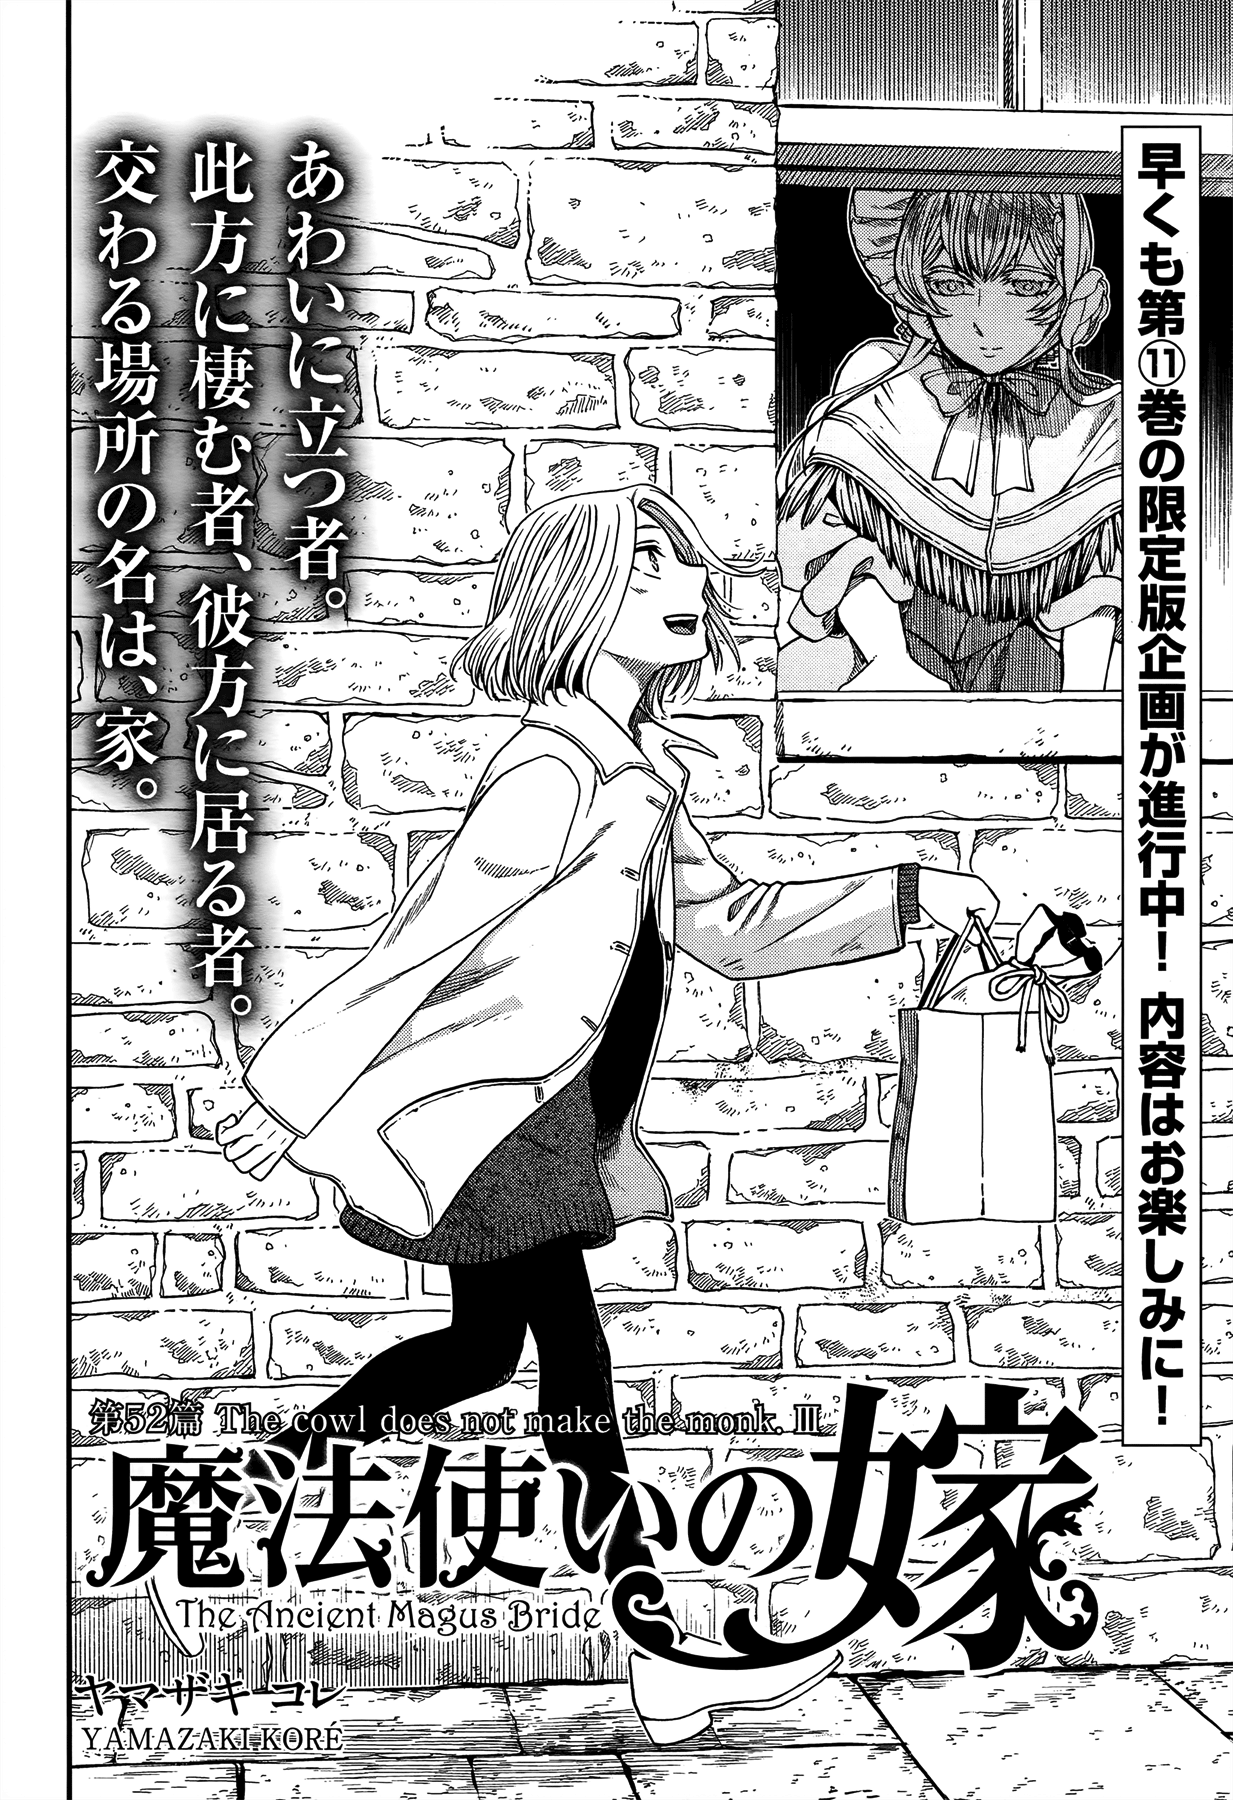 早くも第⑪巻の限定版企画が進行中! 内容はお楽しみに!
あわいに立つ者。
此方に棲む者、彼方に居る者。
交わる場所の名は、家。
第52篇 The cowl does not make the monk. Ⅲ
魔法使いの嫁
The Ancient Magus Bride
ヤマザキ コレ
YAMAZAKI KORÉ